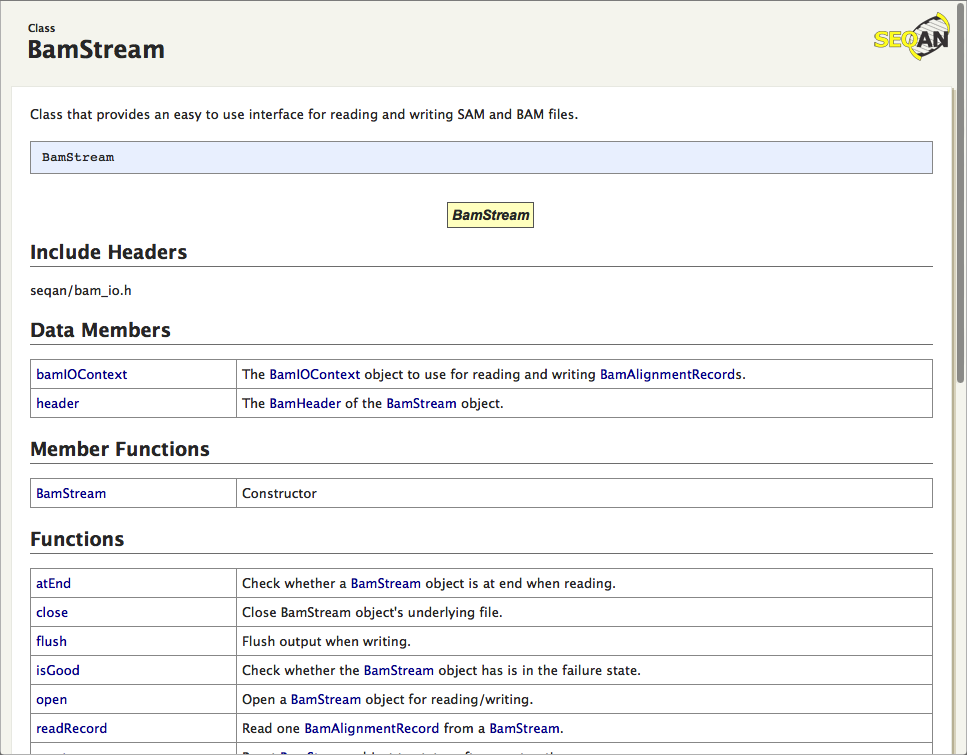 Class
BamStream
SEQAN
Class that provides an easy to use interface for reading and writing SAM and BAM files.
BamStream
BamStream
Include Headers
seqan/bam_io.h
Data Members
bamIOContext The BamIOContext object to use for reading and writing BamAlignmentRecords.
header The BamHeader of the BamStream object.
Member Functions
BamStream Constructor
Functions
atEnd Check whether a BamStream object is at end when reading.
close Close BamStream object's underlying file.
flush Flush output when writing.
isGood Check whether the BamStream object has is in the failure state.
open Open a BamStream object for reading/writing.
readRecord Read one BamAlignmentRecord from a BamStream.